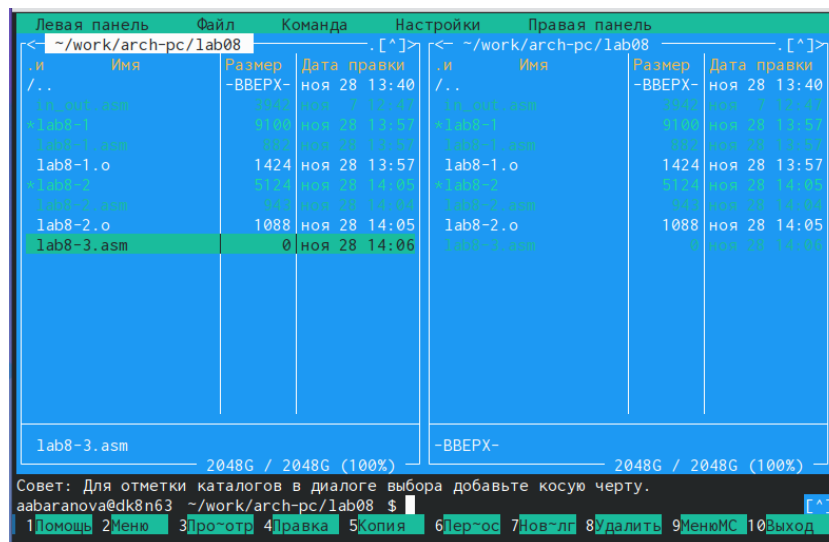 Левая панель Файл Команда Настройки Правая панель
<─ ~/work/arch-pc/lab08 ─.[^]> <─ ~/work/arch-pc/lab08 ─.[^]>
.и Имя Размер Дата правки .и Имя Размер Дата правки
/.. -ВВЕРХ- ноя 28 13:40 /.. -ВВЕРХ- ноя 28 13:40
in_out.asm 3942 ноя 7 12:47 in_out.asm 3942 ноя 7 12:47
*lab8-1 9100 ноя 28 13:57 *lab8-1 9100 ноя 28 13:57
lab8-1.asm 882 ноя 28 13:57 lab8-1.asm 882 ноя 28 13:57
lab8-1.o 1424 ноя 28 13:57 lab8-1.o 1424 ноя 28 13:57
*lab8-2 5124 ноя 28 14:05 *lab8-2 5124 ноя 28 14:05
lab8-2.asm 943 ноя 28 14:04 lab8-2.asm 943 ноя 28 14:04
lab8-2.o 1088 ноя 28 14:05 lab8-2.o 1088 ноя 28 14:05
lab8-3.asm 0 ноя 28 14:06 lab8-3.asm 0 ноя 28 14:06
lab8-3.asm -ВВЕРХ-
2048G / 2048G (100%) 2048G / 2048G (100%)
Совет: Для отметки каталогов в диалоге выбора добавьте косую черту.
aabaranova@dk8n63 ~/work/arch-pc/lab08 $ [^]
1Помощь 2Меню 3Про~отр 4Правка 5Копия 6Пер~ос 7Нов~лг 8Удалить 9МенюМС 10Выход